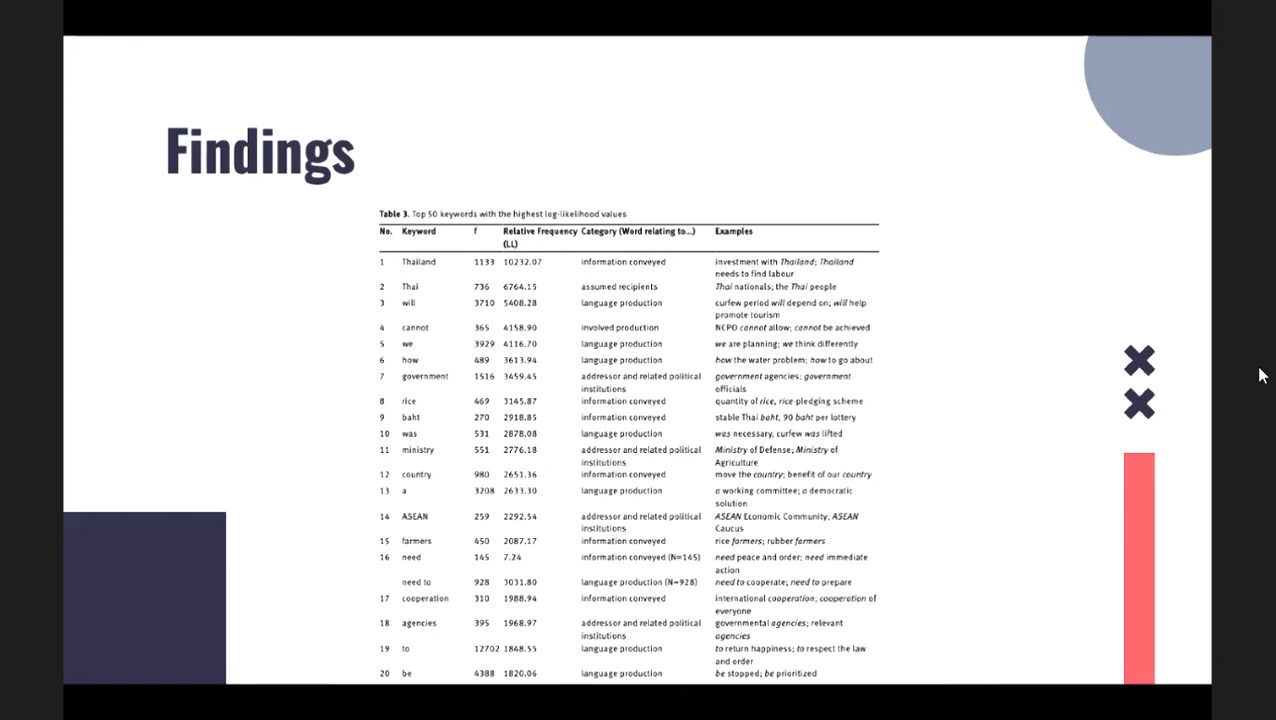 Findings
Table 3. Top 50 keywords with the highest log-likelihood values
No. Keyword f Relative frequency Category (Word relating to...) Examples
(LL)
1 Thailand 1133 10232.07 information conveyed investment with Thailand; Thailand
needs to find labour
2 Thai 736 6764.15 assumed recipients Thai nationals; the Thai people
3 will 3710 5408.28 language production curfew period will depend on; will help
promote tourism
4 cannot 365 4158.90 involved production NCPO cannot allow; cannot be achieved
5 we 3929 4116.70 language production we are planning; we think differently
6 how 489 3613.94 language production how the water problem; how to go about
7 government 1516 3459.45 addressor and related political government agencies; government
institutions officials
8 rice 469 3145.87 information conveyed quantity of rice, rice-pledging scheme
9 baht 270 2918.85 information conveyed stable Thai baht, 90 baht per lottery
10 was 531 2878.08 language production was necessary, curfew was lifted
11 ministry 551 2776.18 addressor and related political Ministry of Defense; Ministry of
institutions Agriculture
12 country 980 2651.36 information conveyed move the country; benefit of our country
13 a 3208 2633.30 language production a working committee; a democratic
solution
14 ASEAN 259 2292.54 addressor and related political ASEAN Economic Community; ASEAN
institutions Caucus
15 farmers 450 2087.17 information conveyed rice farmers; rubber farmers
16 need 145 7.24 information conveyed (N=145) need peace and order; need immediate
action
need to 928 3031.80 language production (N=928) need to cooperate; need to prepare
17 cooperation 310 1988.94 information conveyed international cooperation; cooperation of
everyone
18 agencies 395 1968.97 addressor and related political governmental agencies; relevant
institutions agencies
19 to 12702 1848.55 language production to return happiness; to respect the law
and order
20 be 4388 1820.06 language production be stopped; be prioritized